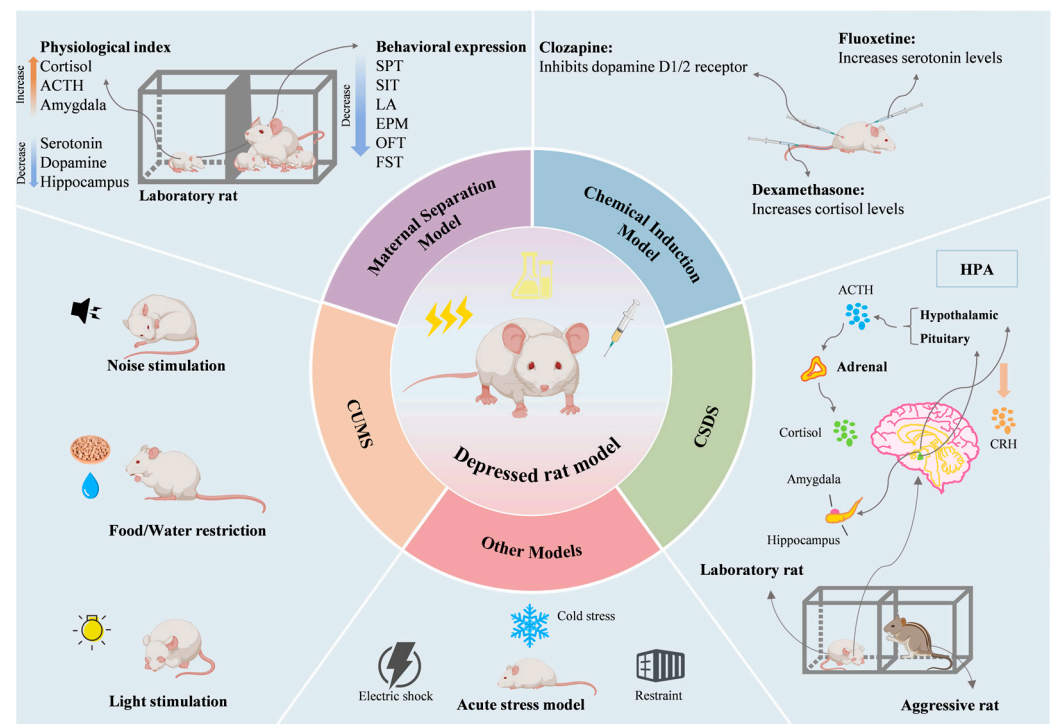 Physiological index
Cortisol
ACTH
Amygdala
Increase
Serotonin
Dopamine
Hippocampus
Decrease
Laboratory rat
Behavioral expression
SPT
SIT
LA
EPM
OFT
FST
Decrease
Clozapine:
Inhibits dopamine D1/2 receptor
Fluoxetine:
Increases serotonin levels
Dexamethasone:
Increases cortisol levels
Maternal Separation
Model
Chemical Induction
Model
CUMS
CSDS
Other Models
Depressed rat model
Noise stimulation
Food/Water restriction
Light stimulation
HPA
ACTH
Hypothalamic
Pituitary
Adrenal
Cortisol
CRH
Amygdala
Hippocampus
Laboratory rat
Aggressive rat
Cold stress
Electric shock
Acute stress model
Restraint